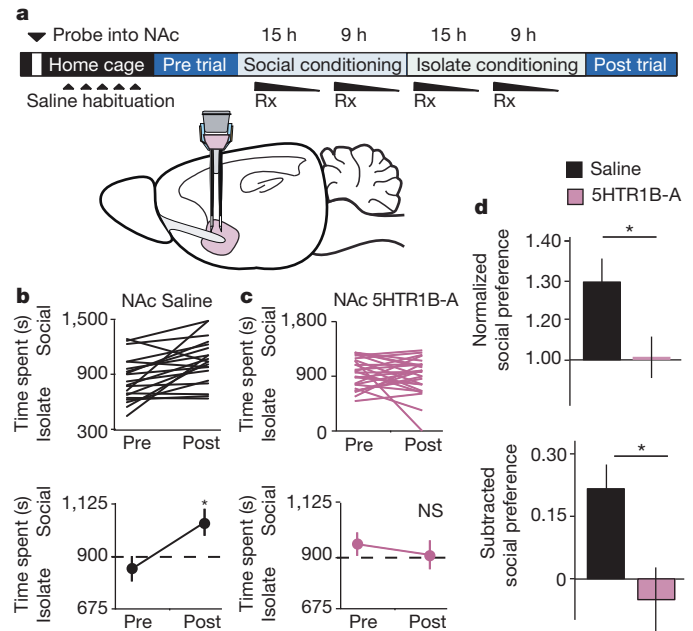 a
Probe into NAc
15 h 9 h 15 h 9 h
Home cage Pre trial Social conditioning Isolate conditioning Post trial
Saline habituation Rx Rx Rx Rx
Saline
5HTR1B-A
b NAc Saline
Time spent (s)
Isolate Social
1,500
900
300
Pre Post
c NAc 5HTR1B-A
Time spent (s)
Isolate Social
1,800
900
0
Pre Post
Time spent (s)
Isolate Social
1,125
900
675
*
Pre Post
Time spent (s)
Isolate Social
1,125
900
675
NS
Pre Post
d
Normalized
social preference
1.40
1.30
1.20
1.00
*
Subtracted
social preference
0.30
0.15
0
*